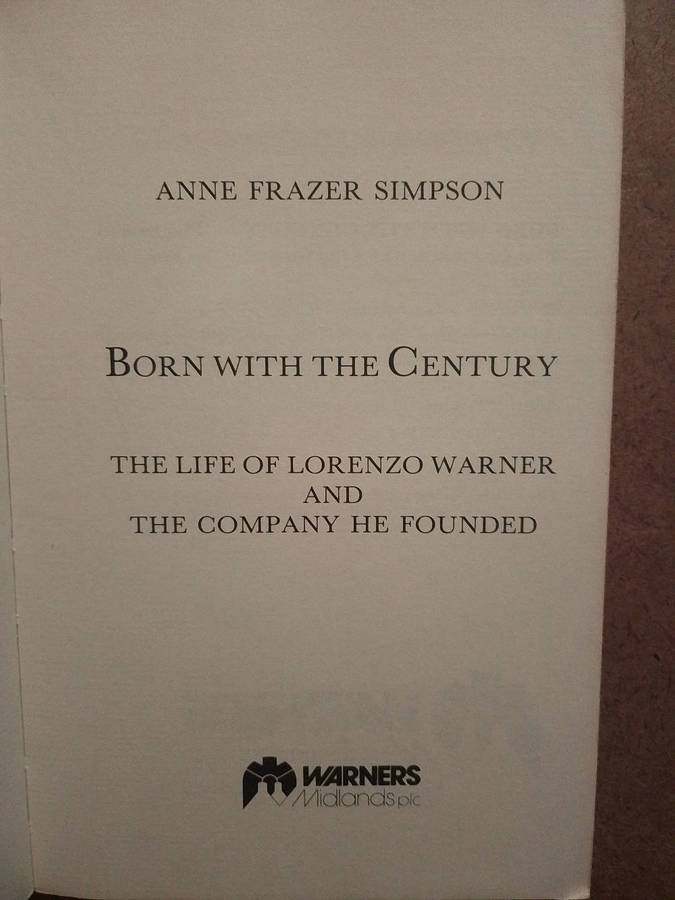 ANNE FRAZER SIMPSON
BORN WITH THE CENTURY
THE LIFE OF LORENZO WARNER
AND
THE COMPANY HE FOUNDED
WARNERS
Midlands plc